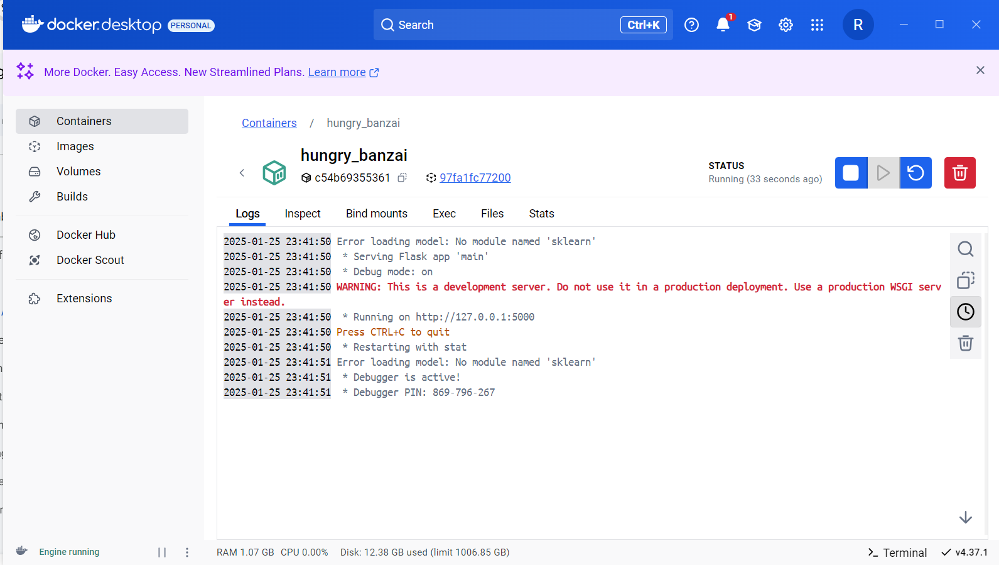 docker.desktop PERSONAL
Search Ctrl+K
1
R
More Docker. Easy Access. New Streamlined Plans. Learn more
Containers
Images
Volumes
Builds
Docker Hub
Docker Scout
Extensions
Containers / hungry_banzai
hungry_banzai
c54b69355361 97fa1fc77200
STATUS
Running (33 seconds ago)
Logs Inspect Bind mounts Exec Files Stats
2025-01-25 23:41:50 Error loading model: No module named 'sklearn'
2025-01-25 23:41:50 * Serving Flask app 'main'
2025-01-25 23:41:50 * Debug mode: on
2025-01-25 23:41:50 WARNING: This is a development server. Do not use it in a production deployment. Use a production WSGI serv
er instead.
2025-01-25 23:41:50 * Running on http://127.0.0.1:5000
2025-01-25 23:41:50 Press CTRL+C to quit
2025-01-25 23:41:50 * Restarting with stat
2025-01-25 23:41:51 Error loading model: No module named 'sklearn'
2025-01-25 23:41:51 * Debugger is active!
2025-01-25 23:41:51 * Debugger PIN: 869-796-267
Engine running
RAM 1.07 GB CPU 0.00% Disk: 12.38 GB used (limit 1006.85 GB)
Terminal v4.37.1